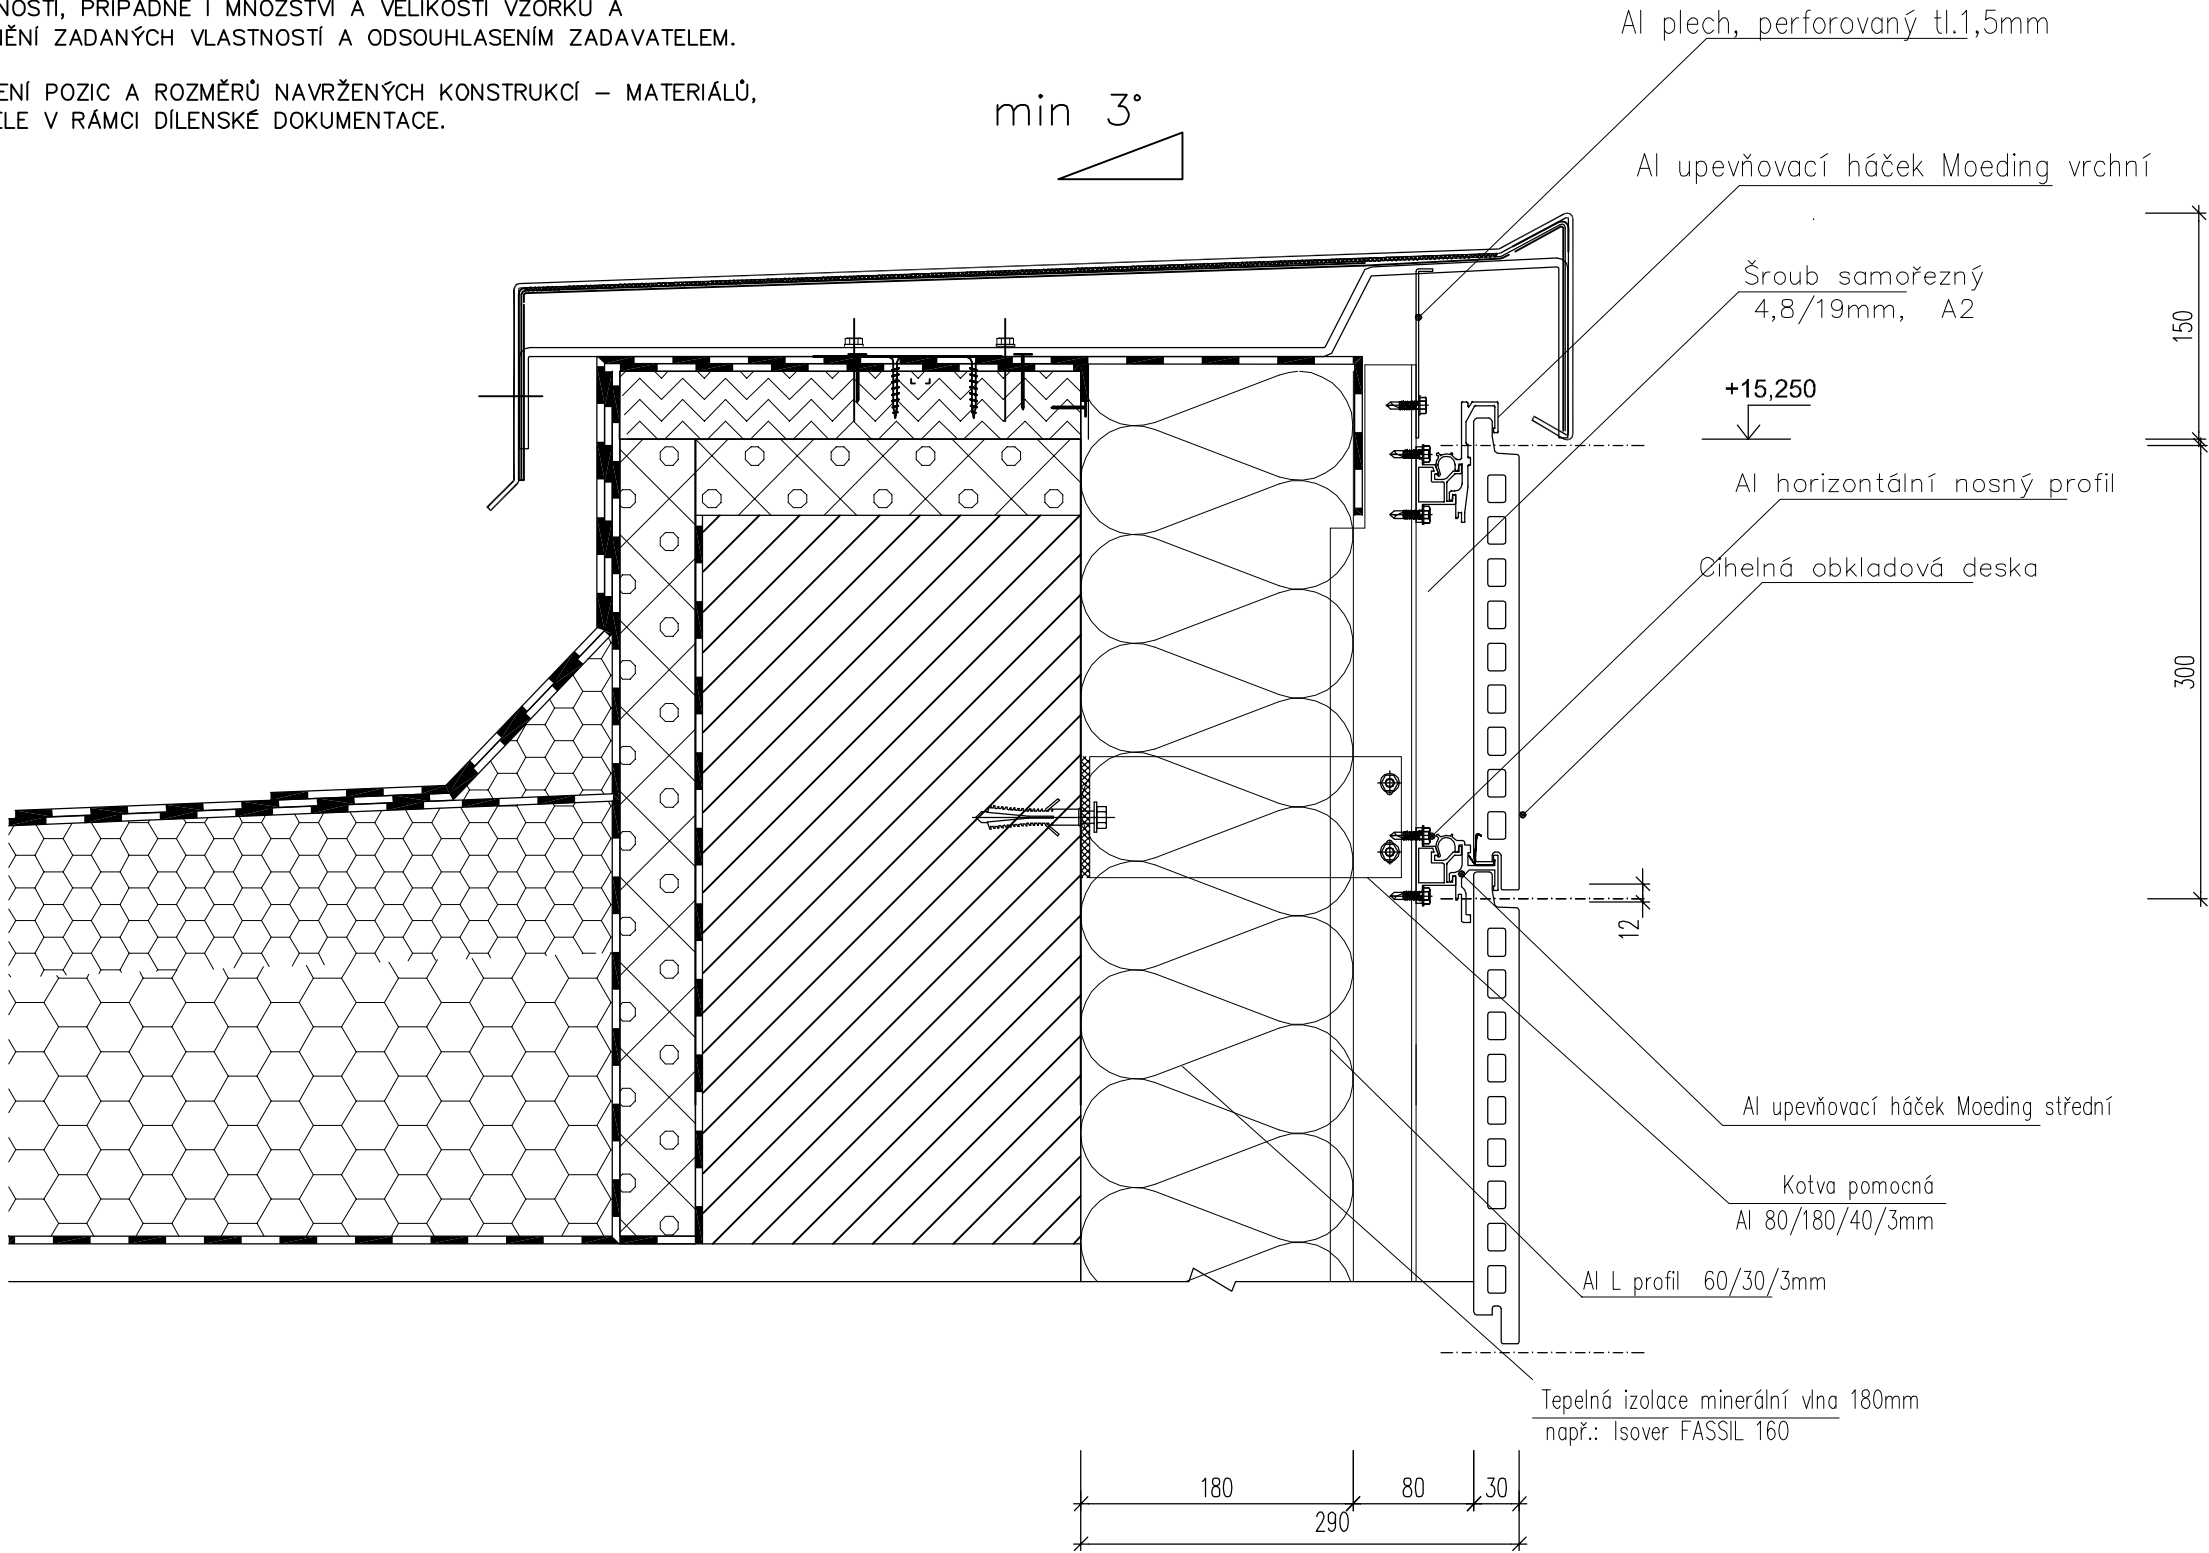 NOSTI, PŘÍPADNĚ I MNOŽSTVÍ A VELIKOSTI VZORKU A
NĚNÍ ZADANÝCH VLASTNOSTÍ A ODSOUHLASENÍM ZADAVATELEM.
ENÍ POZIC A ROZMĚRŮ NAVRŽENÝCH KONSTRUKCÍ – MATERIÁLŮ,
ELE V RÁMCI DÍLENSKÉ DOKUMENTACE.
min 3°
Al plech, perforovaný tl.1,5mm
Al upevňovací háček Moeding vrchní
Šroub samořezný
4,8/19mm, A2
150
+15,250
Al horizontální nosný profil
Cihelná obkladová deska
300
12
Al upevňovací háček Moeding střední
Kotva pomocná
Al 80/180/40/3mm
Al L profil 60/30/3mm
Tepelná izolace minerální vlna 180mm
např.: Isover FASSIL 160
180
80
30
290